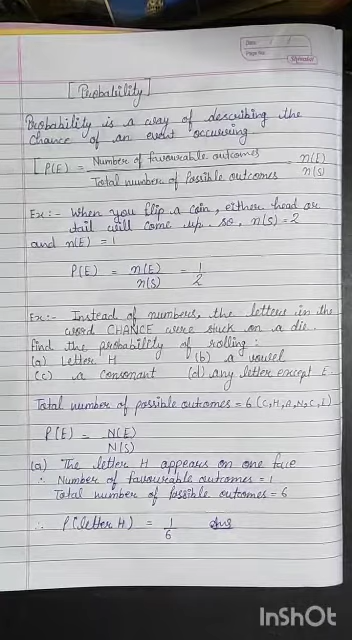 Date
Page No.
[Probability]
Probability is a way of describing the
chance of an event occurring
[P(E) = Number of favourable outcomes / Total number of possible outcomes = n(E) / n(S)
Ex:- When you flip a coin, either head or
tail will come up. so, n(S) = 2
and n(E) = 1
P(E) = n(E) / n(S) = 1 / 2
Ex:- Instead of numbers, the letters in the
word CHANCE were stuck on a die.
find the probability of rolling:
(a) Letter H (b) a vowel
(c) a consonant (d) any letter except E
Total number of possible outcomes = 6 (C, H, A, N, C, E)
P(E) = N(E) / N(S)
(a) The letter H appears on one face
Number of favourable outcomes = 1
Total number of possible outcomes = 6
∴ P(letter H) = 1 / 6 Ans
InShOt